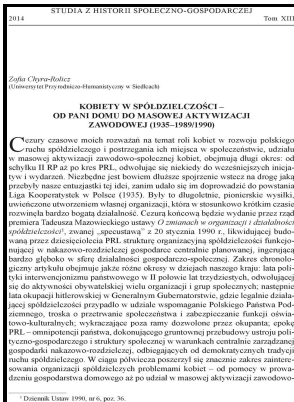 STUDIA Z HISTORII SPOŁECZNO-GOSPODARCZEJ
2014 Tom XIII
Zofia Chyra-Rolicz
(Uniwersytet Przyrodniczo-Humanistyczny w Siedlcach)
KOBIETY W SPÓŁDZIELCZOŚCI –
OD PANI DOMU DO MASOWEJ AKTYWIZACJI
ZAWODOWEJ (1935–1989/1990)
Cezury czasowe moich rozważań na temat roli kobiet w rozwoju polskiego
ruchu spółdzielczego i postrzegania ich miejsca w społeczeństwie, udziału
w masowej aktywizacji zawodowo-społecznej kobiet, obejmują długi okres: od
schyłku II RP aż po kres PRL, odwołując się niekiedy do wcześniejszych inicja-
tyw i wydarzeń. Niezbędne jest bowiem dłuższe spojrzenie wstecz na drogę jaką
przebyły nasze entuzjastki tej idei, zanim udało się im doprowadzić do powstania
Liga Kooperatystek w Polsce (1935). Były to długoletnie, pionierskie wysiłki,
uwieńczone utworzeniem własnej organizacji, która w stosunkowo krótkim czasie
rozwinęła bardzo bogatą działalność. Cezurą końcową będzie wydanie przez rząd
premiera Tadeusza Mazowieckiego ustawy O zmianach w organizacji i działalności
spółdzielczości¹, zwanej „specustawą” z 20 stycznia 1990 r., likwidującej budo-
waną przez dziesięciolecia PRL strukturę organizacyjną spółdzielczości funkcjo-
nującej w nakazowo-rozdzielczej gospodarce centralnie planowanej, ingerującą
bardzo głęboko w sferę działalności gospodarczo-społecznej. Zakres chronolo-
giczny artykułu obejmuje jakże różne okresy w dziejach naszego kraju: lata poli-
tyki interwencjonizmu państwowego w II połowie lat trzydziestych, odwołującej
się do aktywności obywatelskiej wielu organizacji i grup społecznych; następnie
lata okupacji hitlerowskiej w Generalnym Gubernatorstwie, gdzie legalnie działa-
jącej spółdzielczości przypadło w udziale wspomaganie Polskiego Państwa Pod-
ziemnego, troska o przetrwanie społeczeństwa i zabezpieczanie funkcji oświa-
towo-kulturalnych; wykraczające poza ramy dozwolone przez okupanta; epokę
PRL – omnipotencji państwa, dokonującego gruntownej przebudowy ustroju poli-
tyczno-gospodarczego i struktury społecznej w warunkach centralnie zarządzanej
gospodarki nakazowo-rozdzielczej, odbiegających od demokratycznych tradycji
ruchu spółdzielczego. W ciągu półwiecza poszerzył się znacznie zakres zaintere-
sowania organizacji spółdzielczych problemami kobiet – od pomocy w prowa-
dzeniu gospodarstwa domowego aż po udział w masowej aktywizacji zawodowo-
¹ Dziennik Ustaw 1990, nr 6, poz. 36.